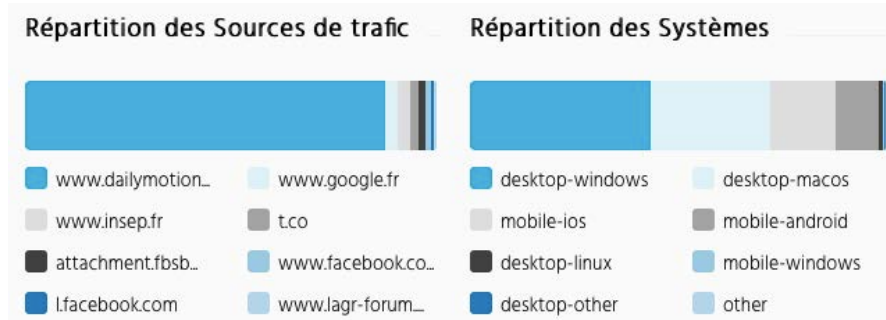 Répartition des Sources de trafic
www.dailymotion...
www.google.fr
www.insep.fr
t.co
attachment.fbsb...
www.facebook.co...
l.facebook.com
www.lagr-forum...
Répartition des Systèmes
desktop-windows
desktop-macos
mobile-ios
mobile-android
desktop-linux
mobile-windows
desktop-other
other